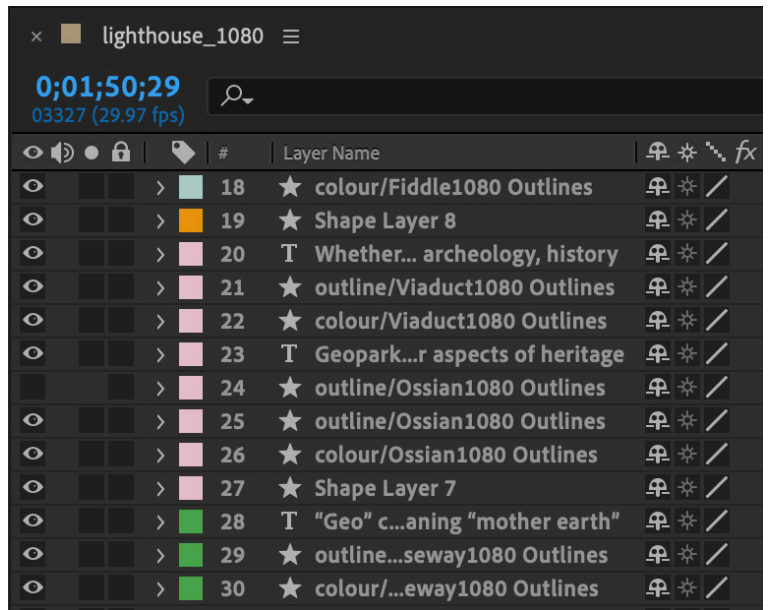 × lighthouse_1080
0;01;50;29
03327 (29.97 fps)
# Layer Name fx
18 colour/Fiddle1080 Outlines
19 Shape Layer 8
20 T Whether... archeology, history
21 outline/Viaduct1080 Outlines
22 colour/Viaduct1080 Outlines
23 T Geopark...r aspects of heritage
24 outline/Ossian1080 Outlines
25 outline/Ossian1080 Outlines
26 colour/Ossian1080 Outlines
27 Shape Layer 7
28 T “Geo” c...aning “mother earth”
29 outline...seway1080 Outlines
30 colour/...eway1080 Outlines